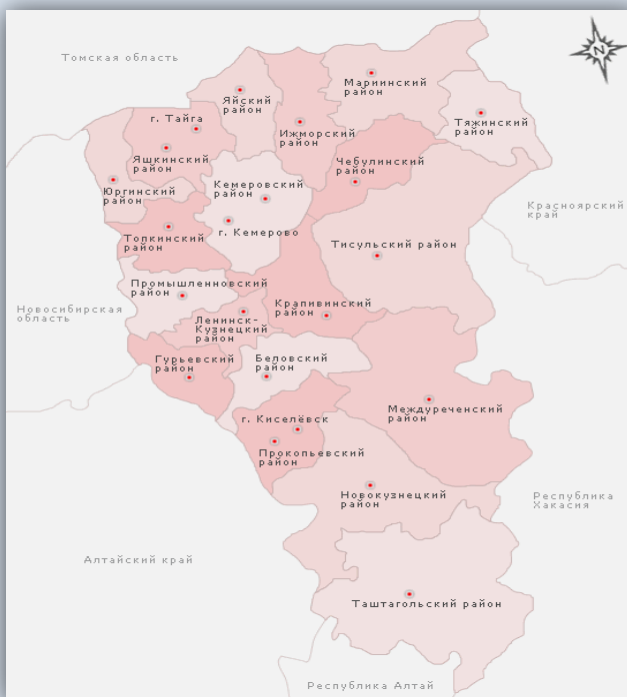 N
Томская область
Мариинский
район
Яйский
район
г. Тайга
Тяжинский
район
Ижморский
район
Яшкинский
район
Чебулинский
район
Кемеровский
район
Юргинский
район
Красноярский
край
г. Кемерово
Топкинский
район
Тисульский район
Промышленновский
район
Новосибирская
область
Крапивинский
район
Ленинск-
Кузнецкий
район
Гурьевский
район
Беловский
район
Междуреченский
район
г. Киселёвск
Прокопьевский
район
Новокузнецкий
район
Республика
Хакасия
Алтайский край
Таштагольский район
Республика Алтай